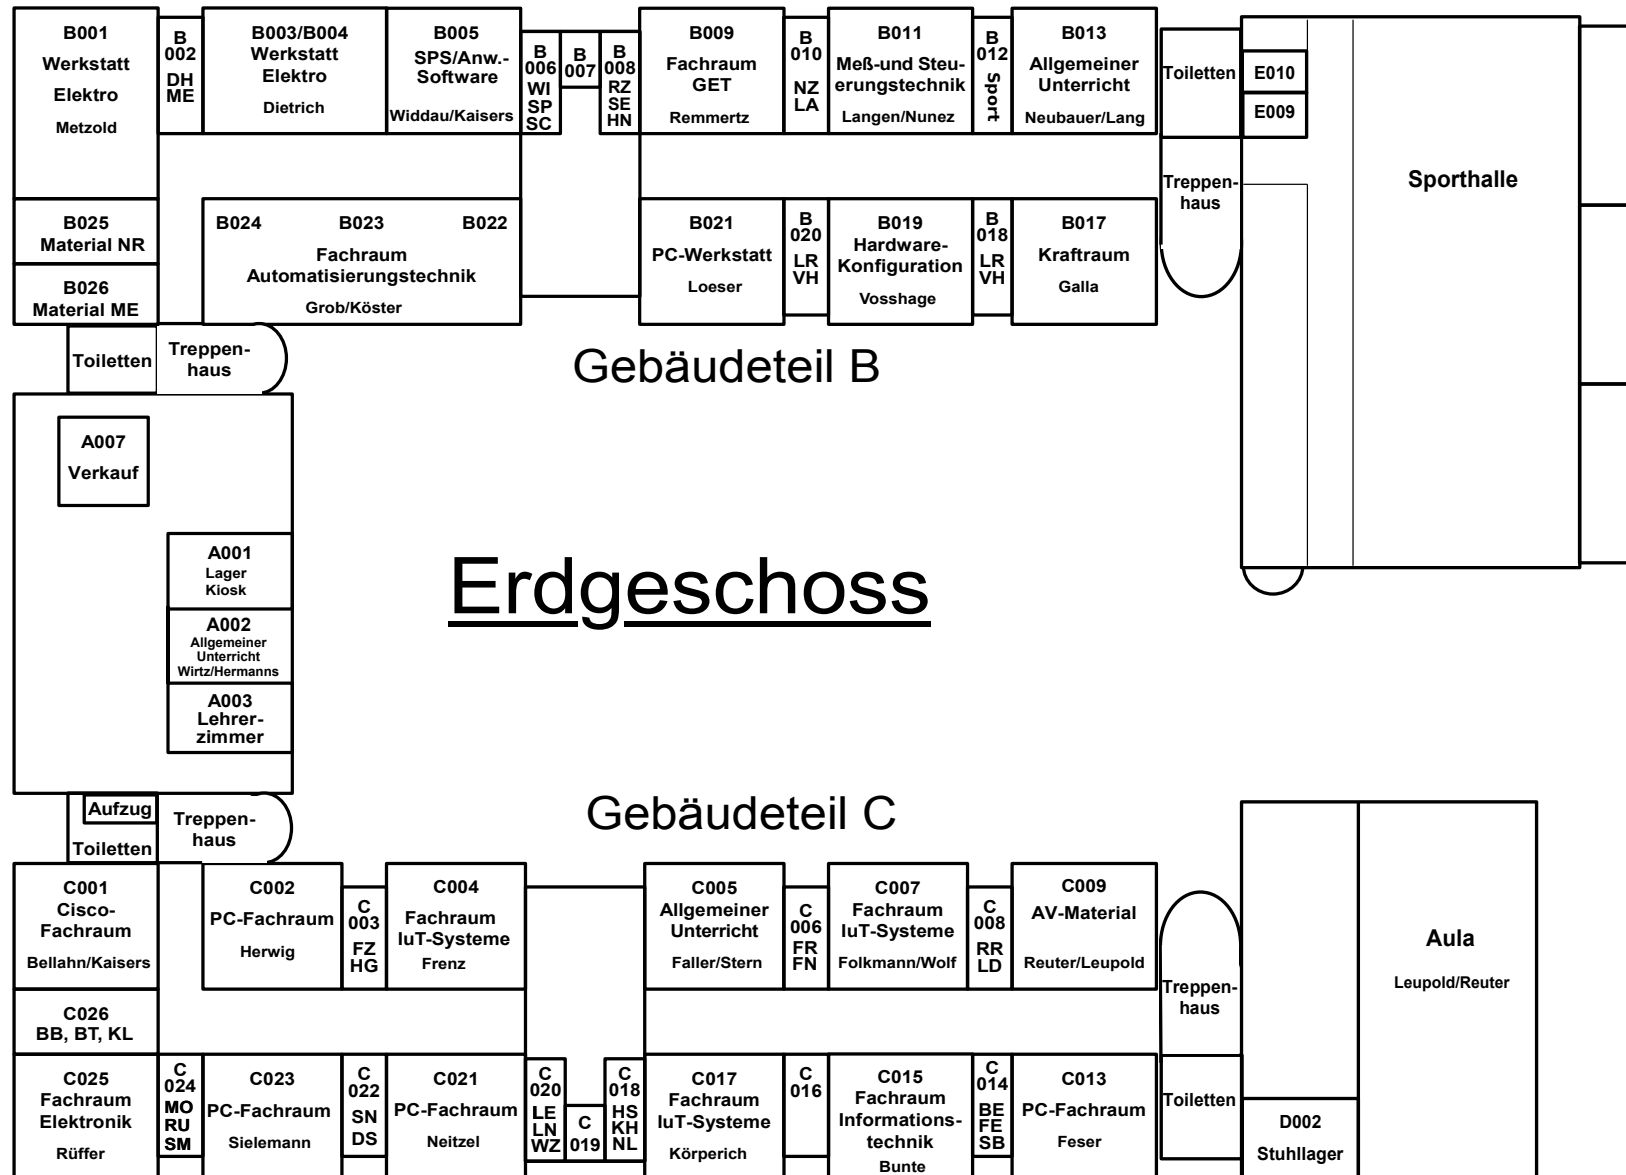 B001
Werkstatt
Elektro
Metzold
B
002
DH
ME
B003/B004
Werkstatt
Elektro
Dietrich
B005
SPS/Anw.-
Software
Widdau/Kaisers
B
006
WI
SP
SC
B
007
B
008
RZ
SE
HN
B009
Fachraum
GET
Remmertz
B
010
NZ
LA
B011
Meß-und Steu-
erungstechnik
Langen/Nunez
B
012
Sport
B013
Allgemeiner
Unterricht
Neubauer/Lang
Toiletten
E010
E009
Treppen-
haus
Sporthalle
B025
Material NR
B026
Material ME
B024 B023 B022
Fachraum
Automatisierungstechnik
Grob/Köster
B021
PC-Werkstatt
Loeser
B
020
LR
VH
B019
Hardware-
Konfiguration
Vosshage
B
018
LR
VH
B017
Kraftraum
Galla
Toiletten
Treppen-
haus
Gebäudeteil B
A007
Verkauf
A001
Lager
Kiosk
A002
Allgemeiner
Unterricht
Wirtz/Hermanns
A003
Lehrer-
zimmer
Erdgeschoss
Aufzug
Toiletten
Treppen-
haus
Gebäudeteil C
C001
Cisco-
Fachraum
Bellahn/Kaisers
C002
PC-Fachraum
Herwig
C
003
FZ
HG
C004
Fachraum
IuT-Systeme
Frenz
C005
Allgemeiner
Unterricht
Faller/Stern
C
006
FR
FN
C007
Fachraum
IuT-Systeme
Folkmann/Wolf
C
008
RR
LD
C009
AV-Material
Reuter/Leupold
Treppen-
haus
Aula
Leupold/Reuter
C026
BB, BT, KL
C025
Fachraum
Elektronik
Rüffer
C
024
MO
RU
SM
C023
PC-Fachraum
Sielemann
C
022
SN
DS
C021
PC-Fachraum
Neitzel
C
020
LE
LN
WZ
C
019
C
018
HS
KH
NL
C017
Fachraum
IuT-Systeme
Körperich
C
016
C015
Fachraum
Informations-
technik
Bunte
C
014
BE
FE
SB
C013
PC-Fachraum
Feser
Toiletten
D002
Stuhllager